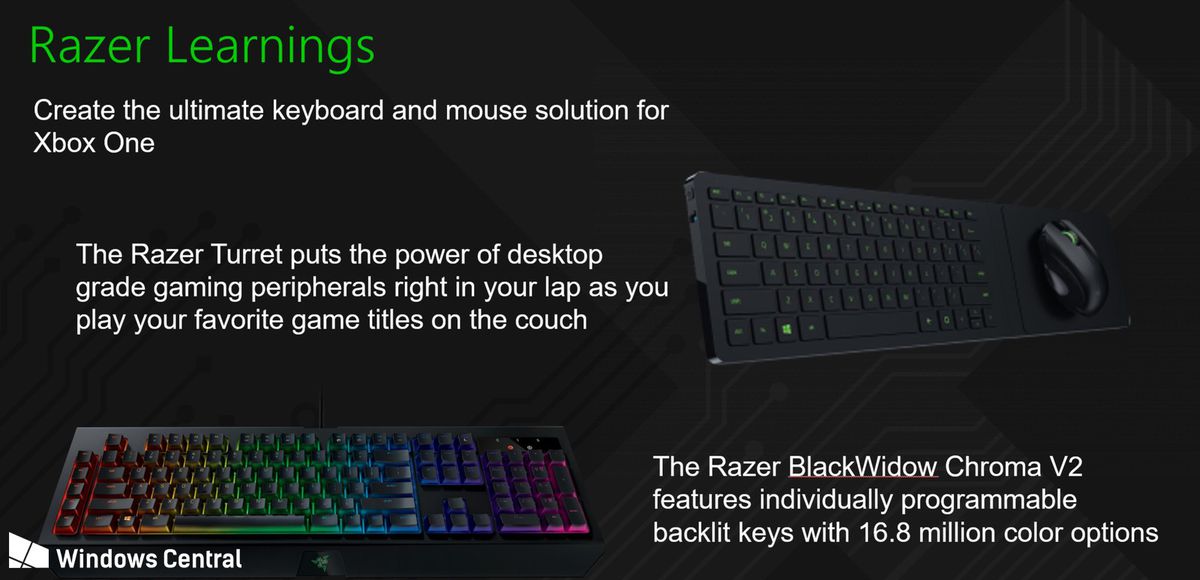 Razer Learnings
Create the ultimate keyboard and mouse solution for
Xbox One
The Razer Turret puts the power of desktop
grade gaming peripherals right in your lap as you
play your favorite game titles on the couch
The Razer BlackWidow Chroma V2
features individually programmable
backlit keys with 16.8 million color options
Windows Central